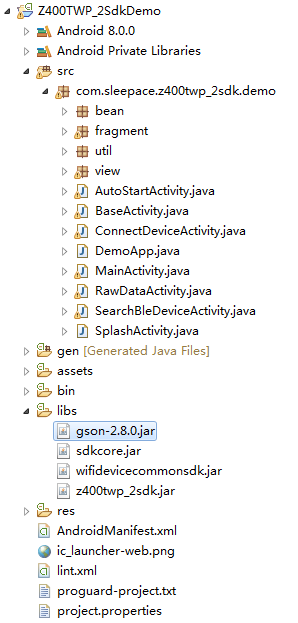 Z400TWP_2SdkDemo
Android 8.0.0
Android Private Libraries
src
com.sleepace.z400twp_2sdk.demo
bean
fragment
util
view
AutoStartActivity.java
BaseActivity.java
ConnectDeviceActivity.java
DemoApp.java
MainActivity.java
RawDataActivity.java
SearchBleDeviceActivity.java
SplashActivity.java
gen [Generated Java Files]
assets
bin
libs
gson-2.8.0.jar
sdkcore.jar
wifidevicecommonsdk.jar
z400twp_2sdk.jar
res
AndroidManifest.xml
ic_launcher-web.png
lint.xml
proguard-project.txt
project.properties